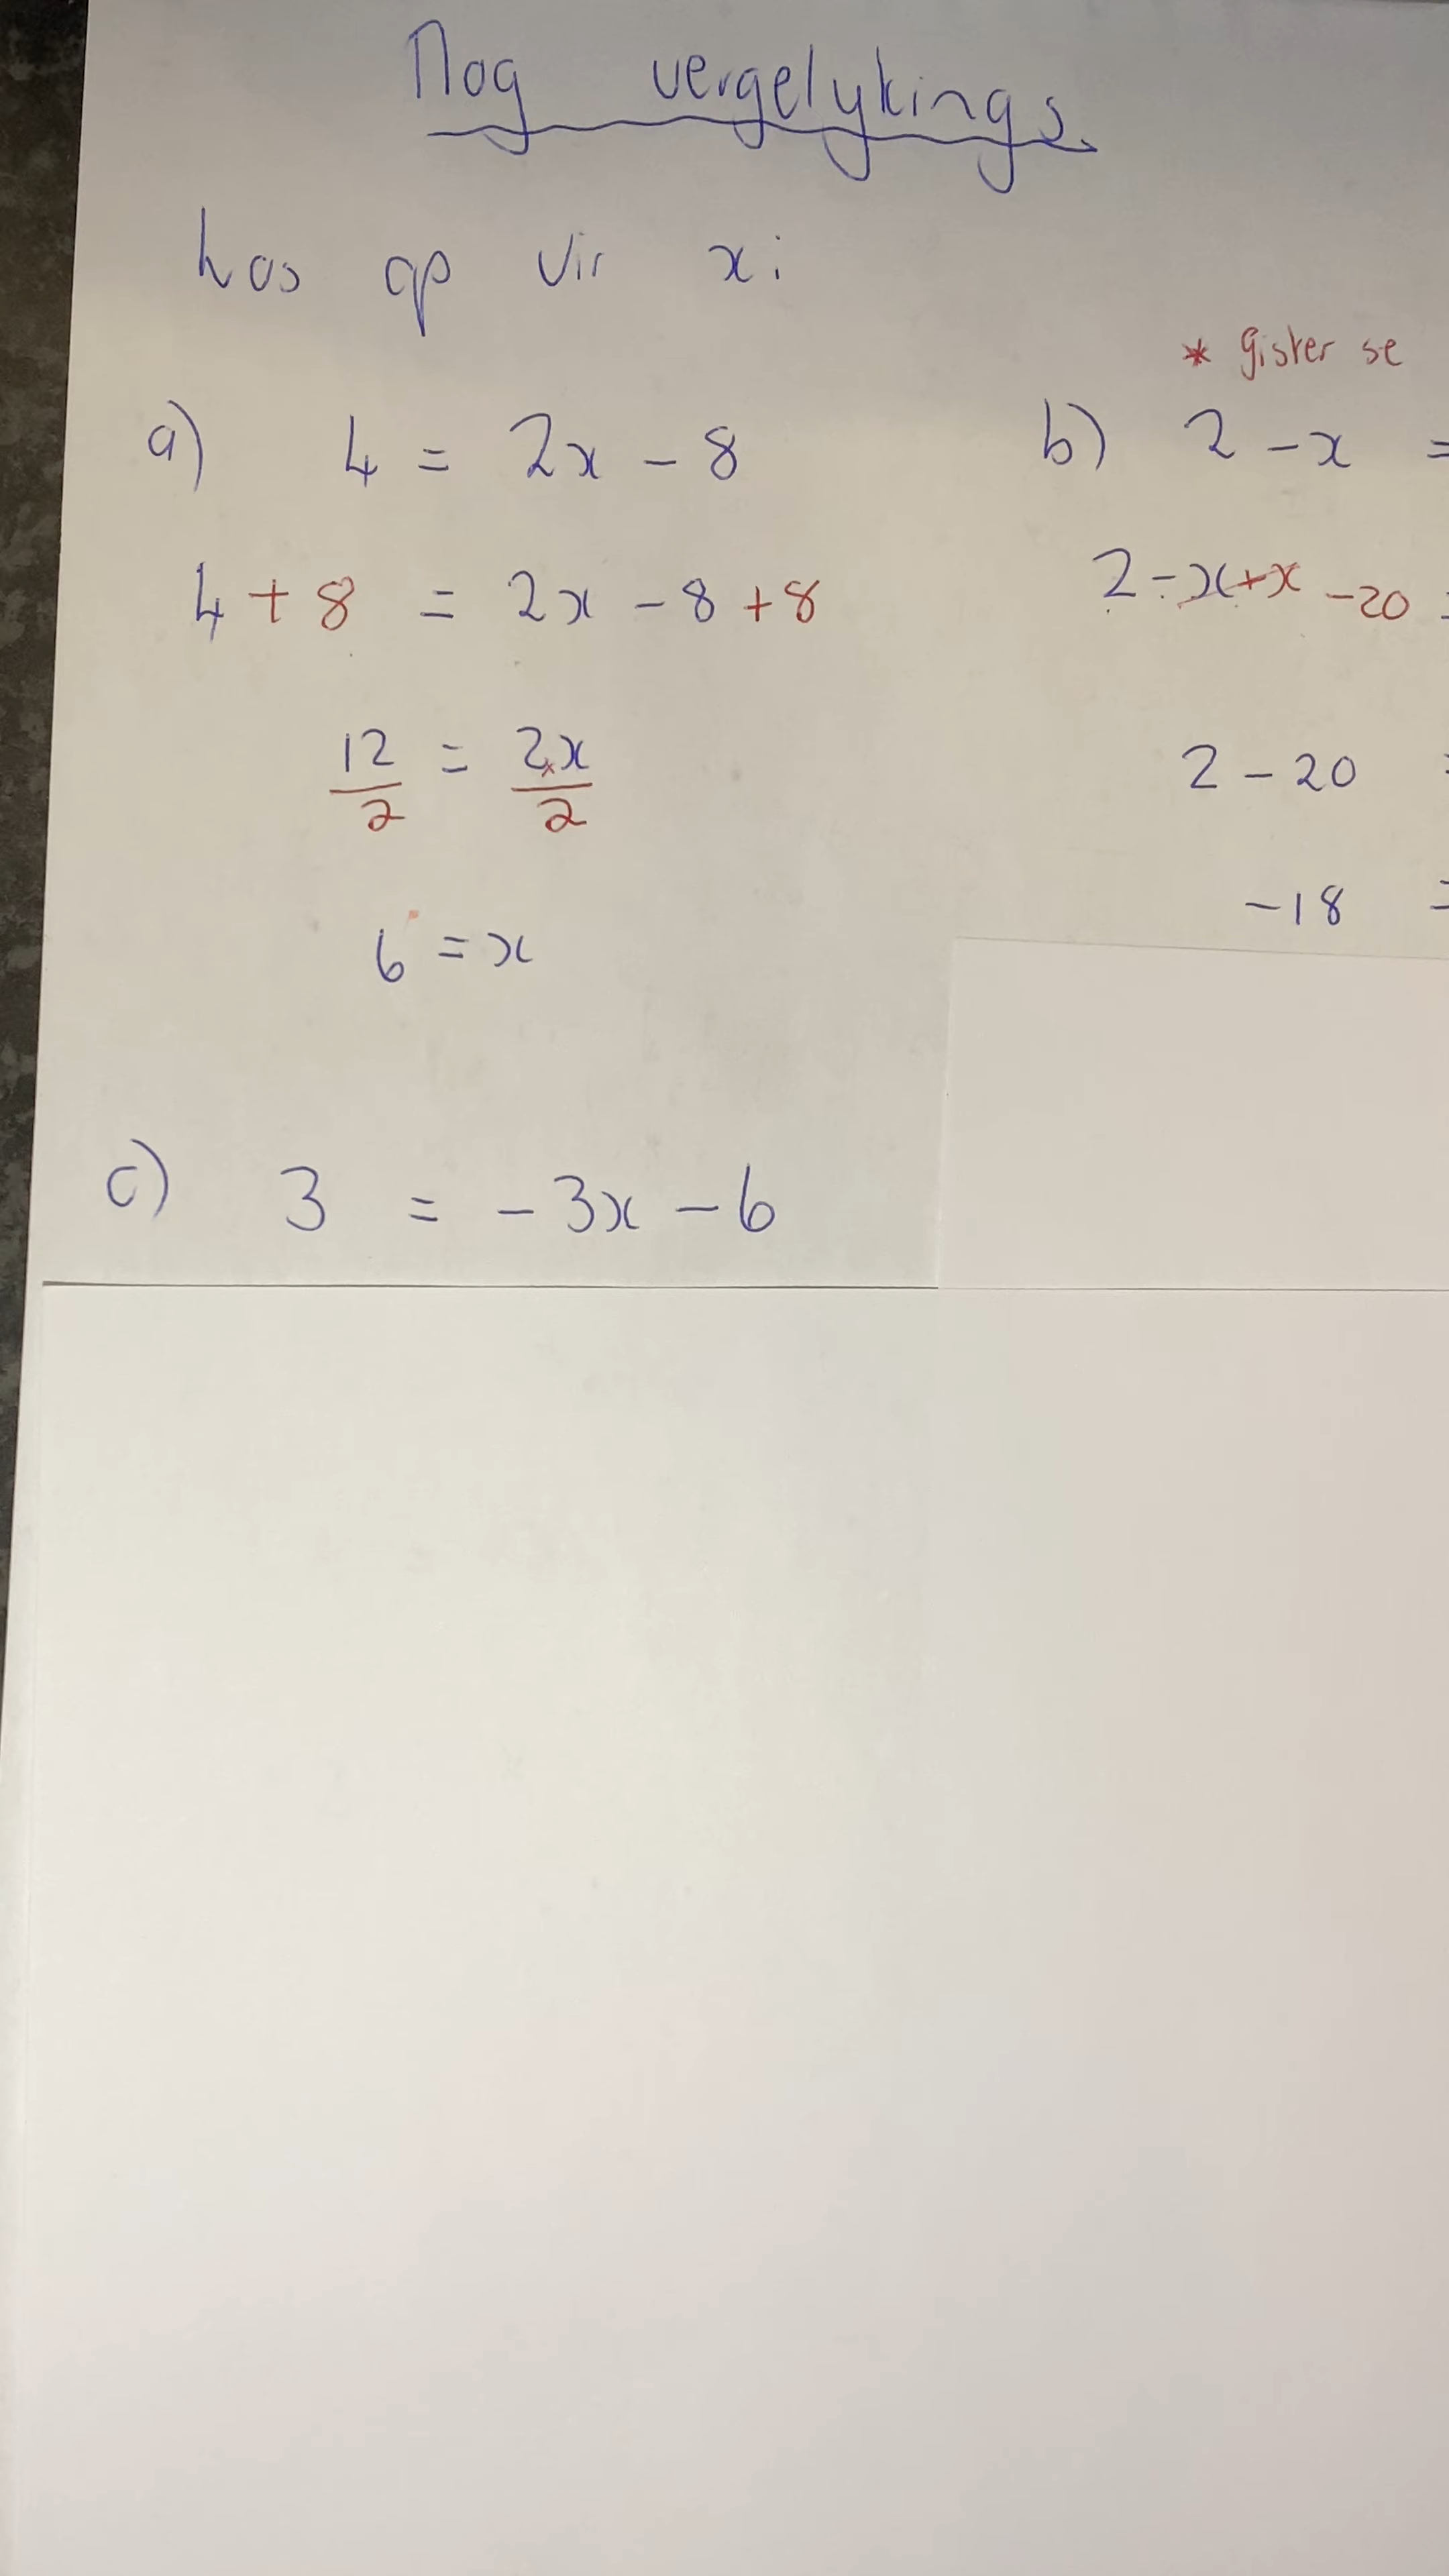 Nog vergelykings
Los op vir x:
* gister se
a) 4 = 2x - 8
4 + 8 = 2x - 8 + 8
12/2 = 2x/2
6 = x
b) 2 - x =
2 - x + x - 20 =
2 - 20 =
-18 =
c) 3 = -3x - 6